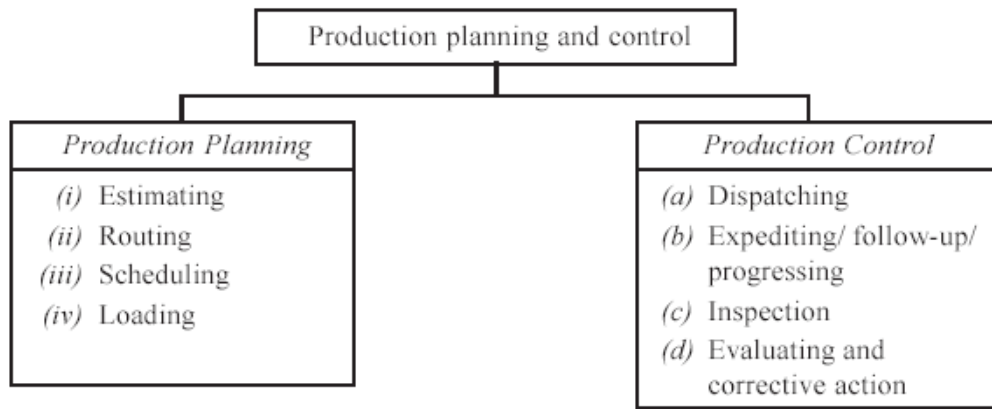 Production planning and control
Production Planning
(i) Estimating
(ii) Routing
(iii) Scheduling
(iv) Loading
Production Control
(a) Dispatching
(b) Expediting/ follow-up/
progressing
(c) Inspection
(d) Evaluating and
corrective action